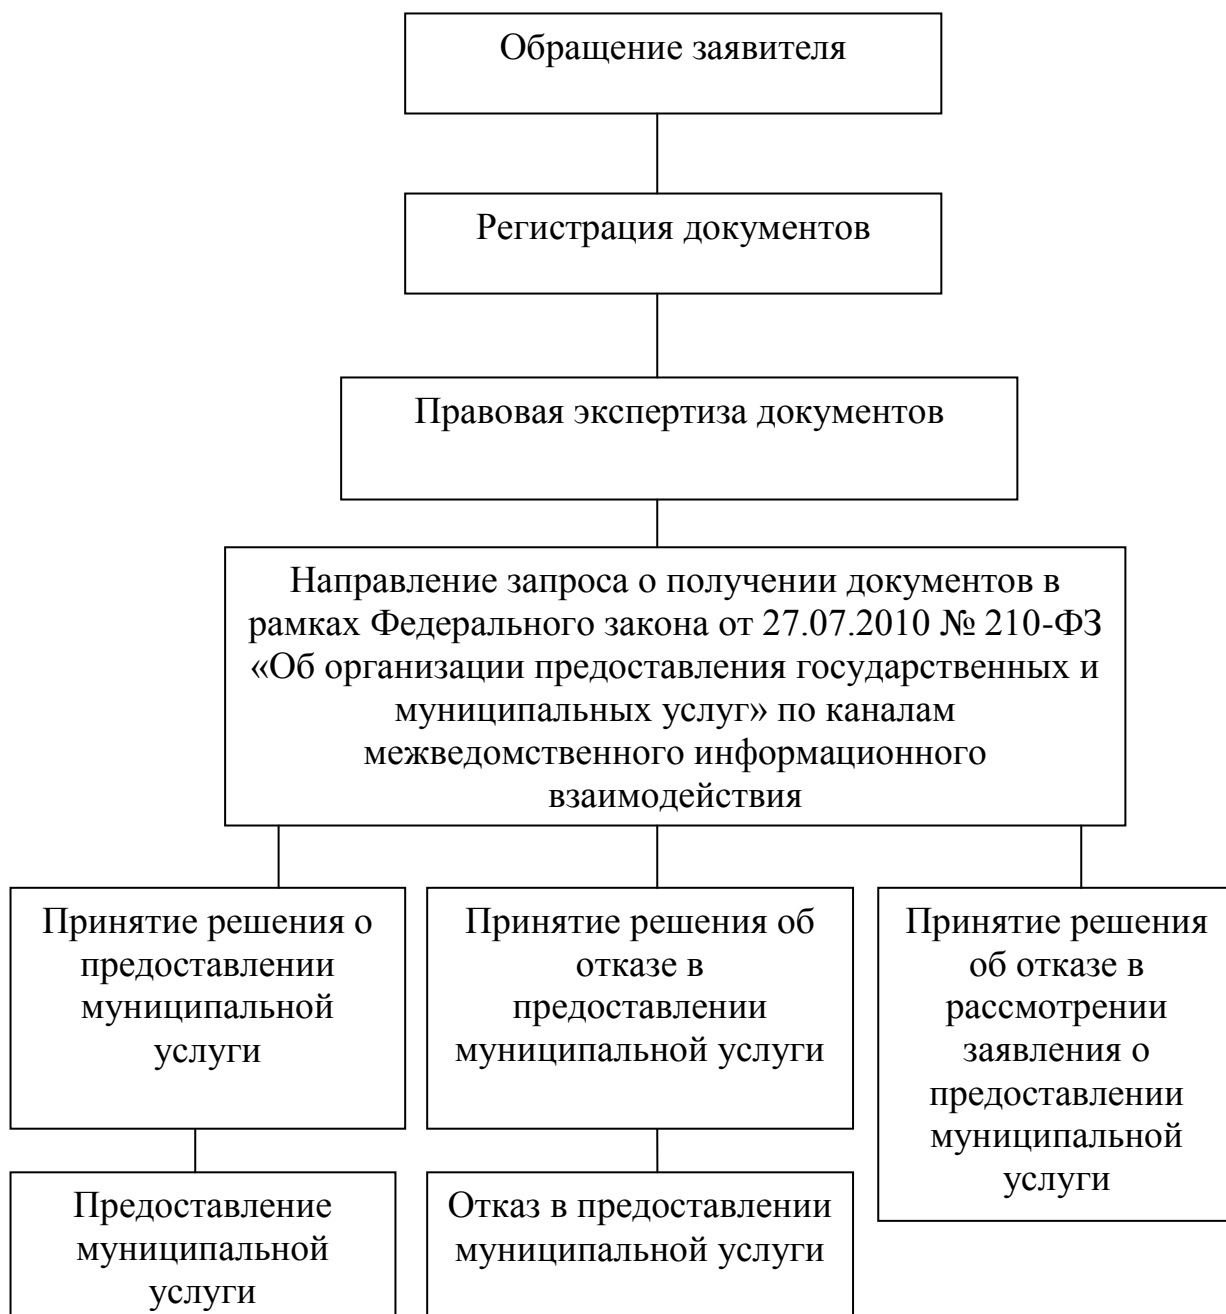 Обращение заявителя
Регистрация документов
Правовая экспертиза документов
Направление запроса о получении документов в
рамках Федерального закона от 27.07.2010 № 210-ФЗ
«Об организации предоставления государственных и
муниципальных услуг» по каналам
межведомственного информационного
взаимодействия
Принятие решения о
предоставлении
муниципальной
услуги
Принятие решения об
отказе в
предоставлении
муниципальной услуги
Принятие решения
об отказе в
рассмотрении
заявления о
предоставлении
муниципальной
услуги
Предоставление
муниципальной
услуги
Отказ в предоставлении
муниципальной услуги